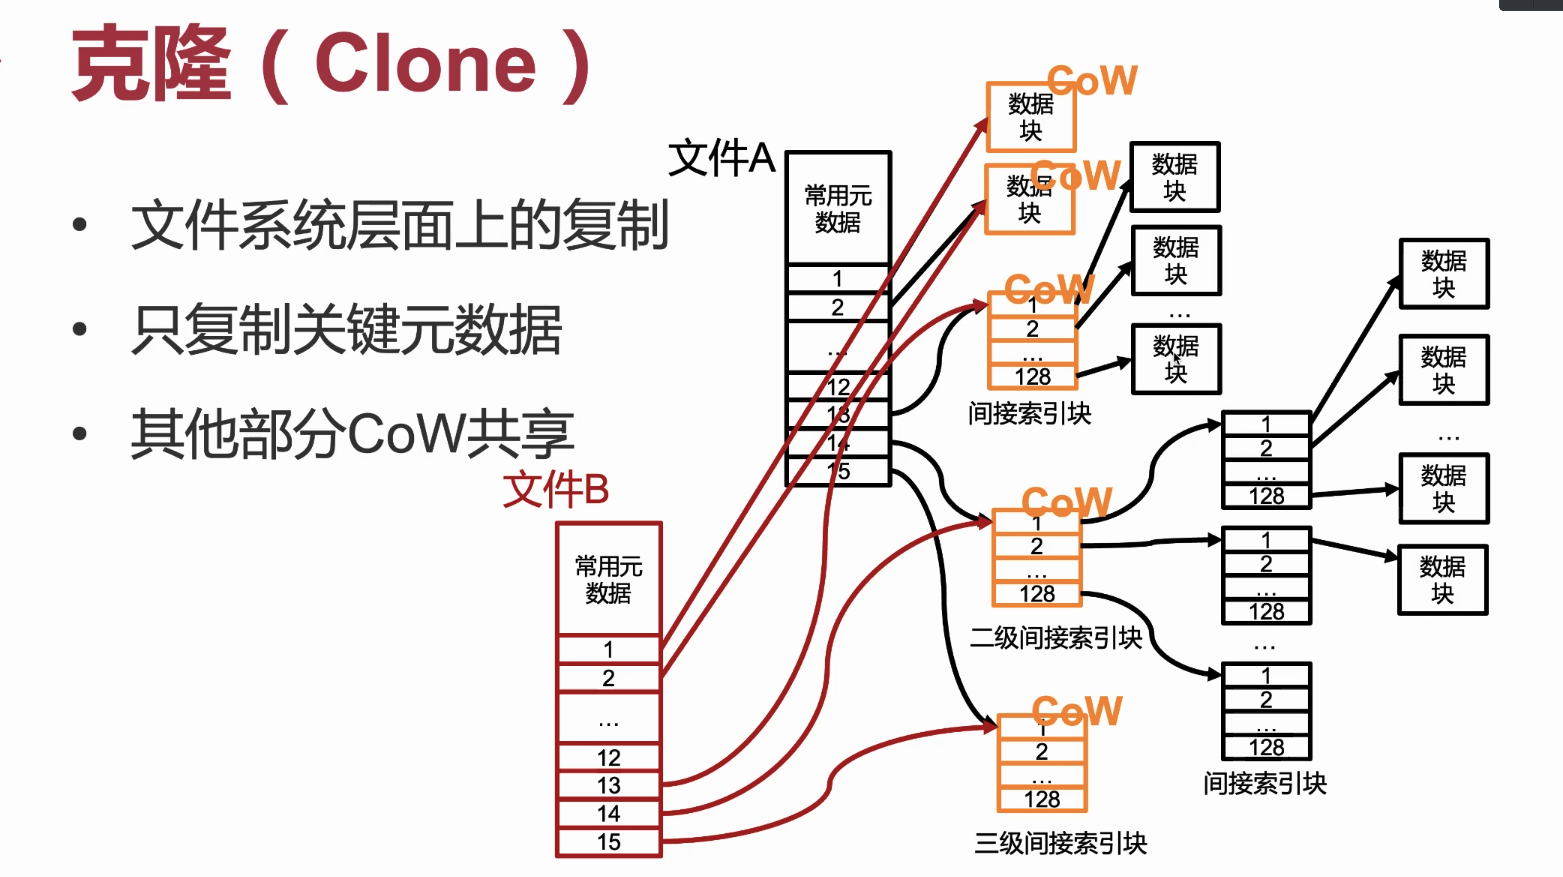 克隆（Clone）
• 文件系统层面上的复制
• 只复制关键元数据
• 其他部分CoW共享
文件A
常用元
数据
1
2
...
12
13
14
15
文件B
常用元
数据
1
2
...
12
13
14
15
CoW
数据
块
CoW
数据
块
CoW
1
2
...
128
间接索引块
数据
块
数据
块
...
数据
块
CoW
1
2
...
128
二级间接索引块
CoW
1
2
...
128
三级间接索引块
1
2
...
128
1
2
...
128
...
1
2
...
128
间接索引块
数据
块
数据
块
...
数据
块
数据
块